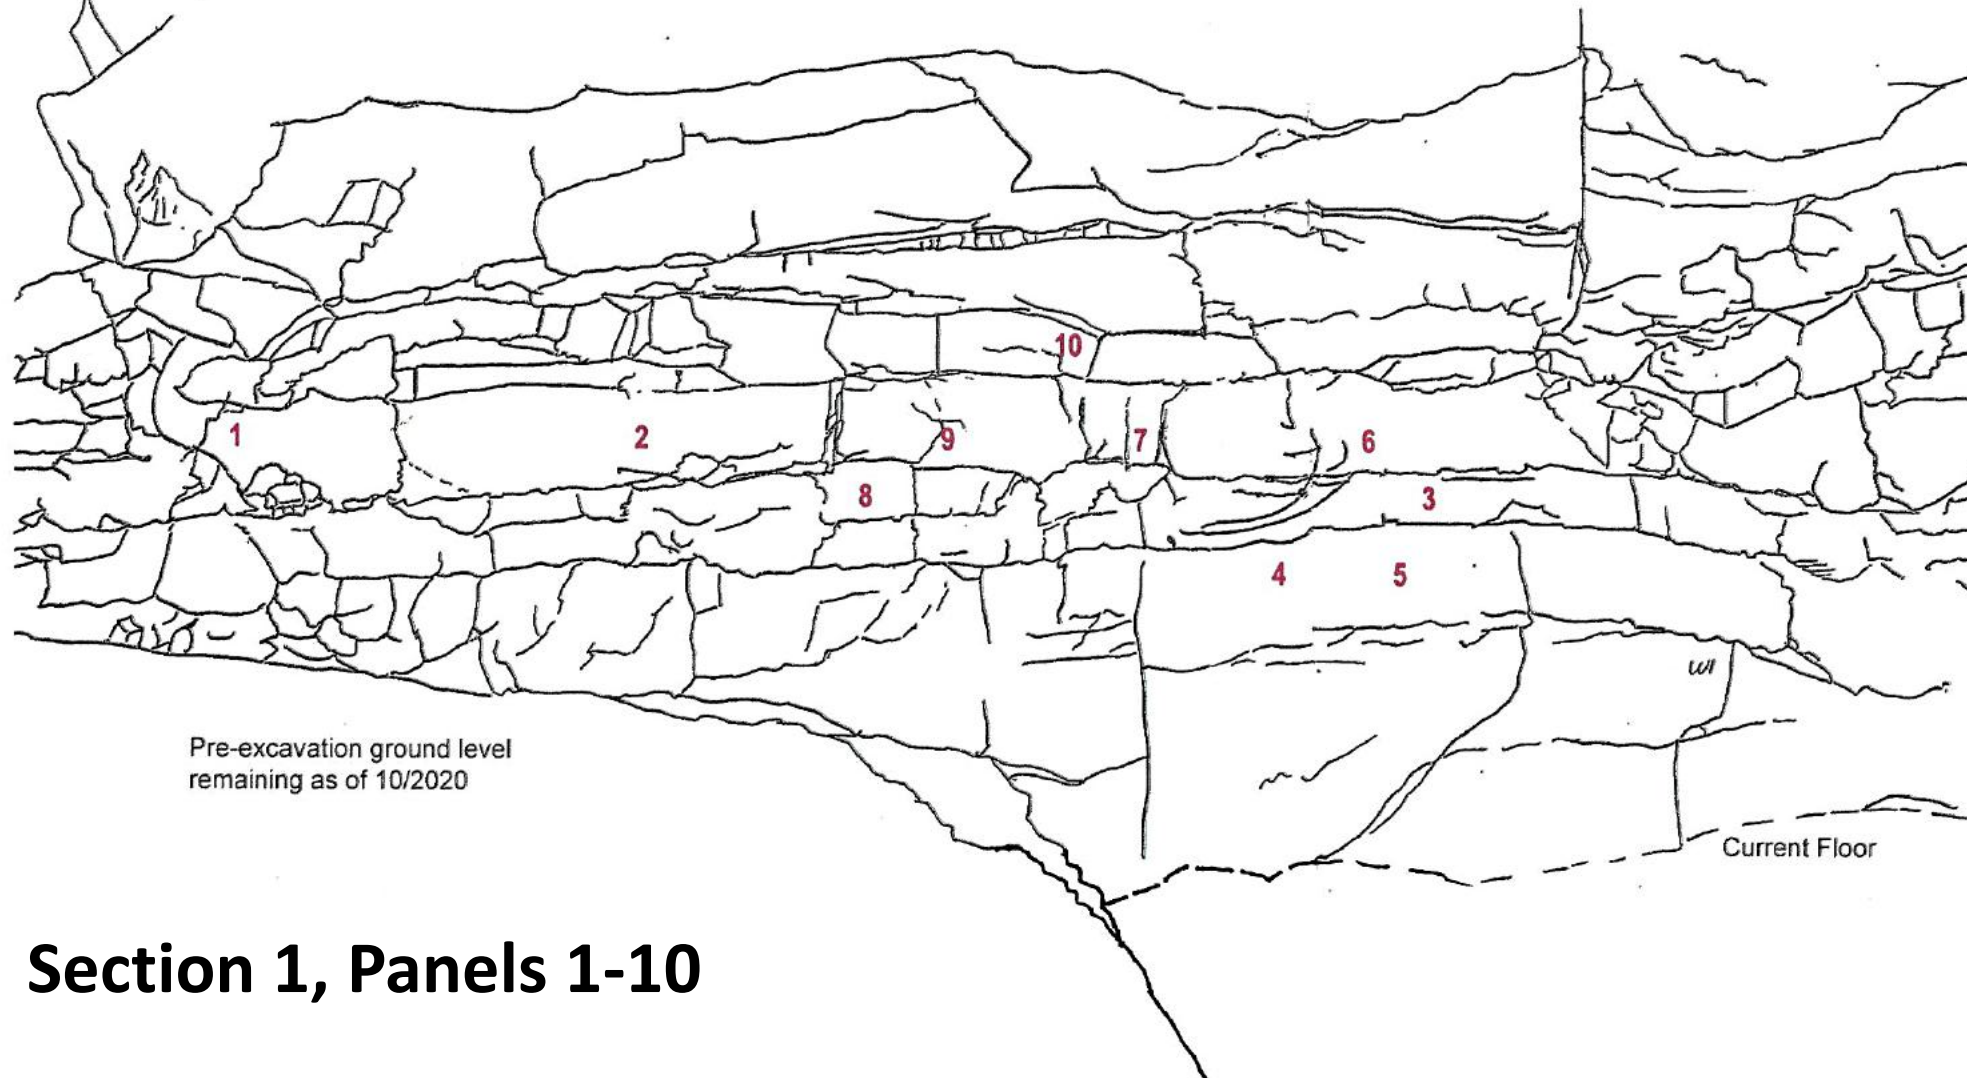 10
1
2
9
7
6
8
3
4
5
WI
Pre-excavation ground level
remaining as of 10/2020
Current Floor
Section 1, Panels 1-10